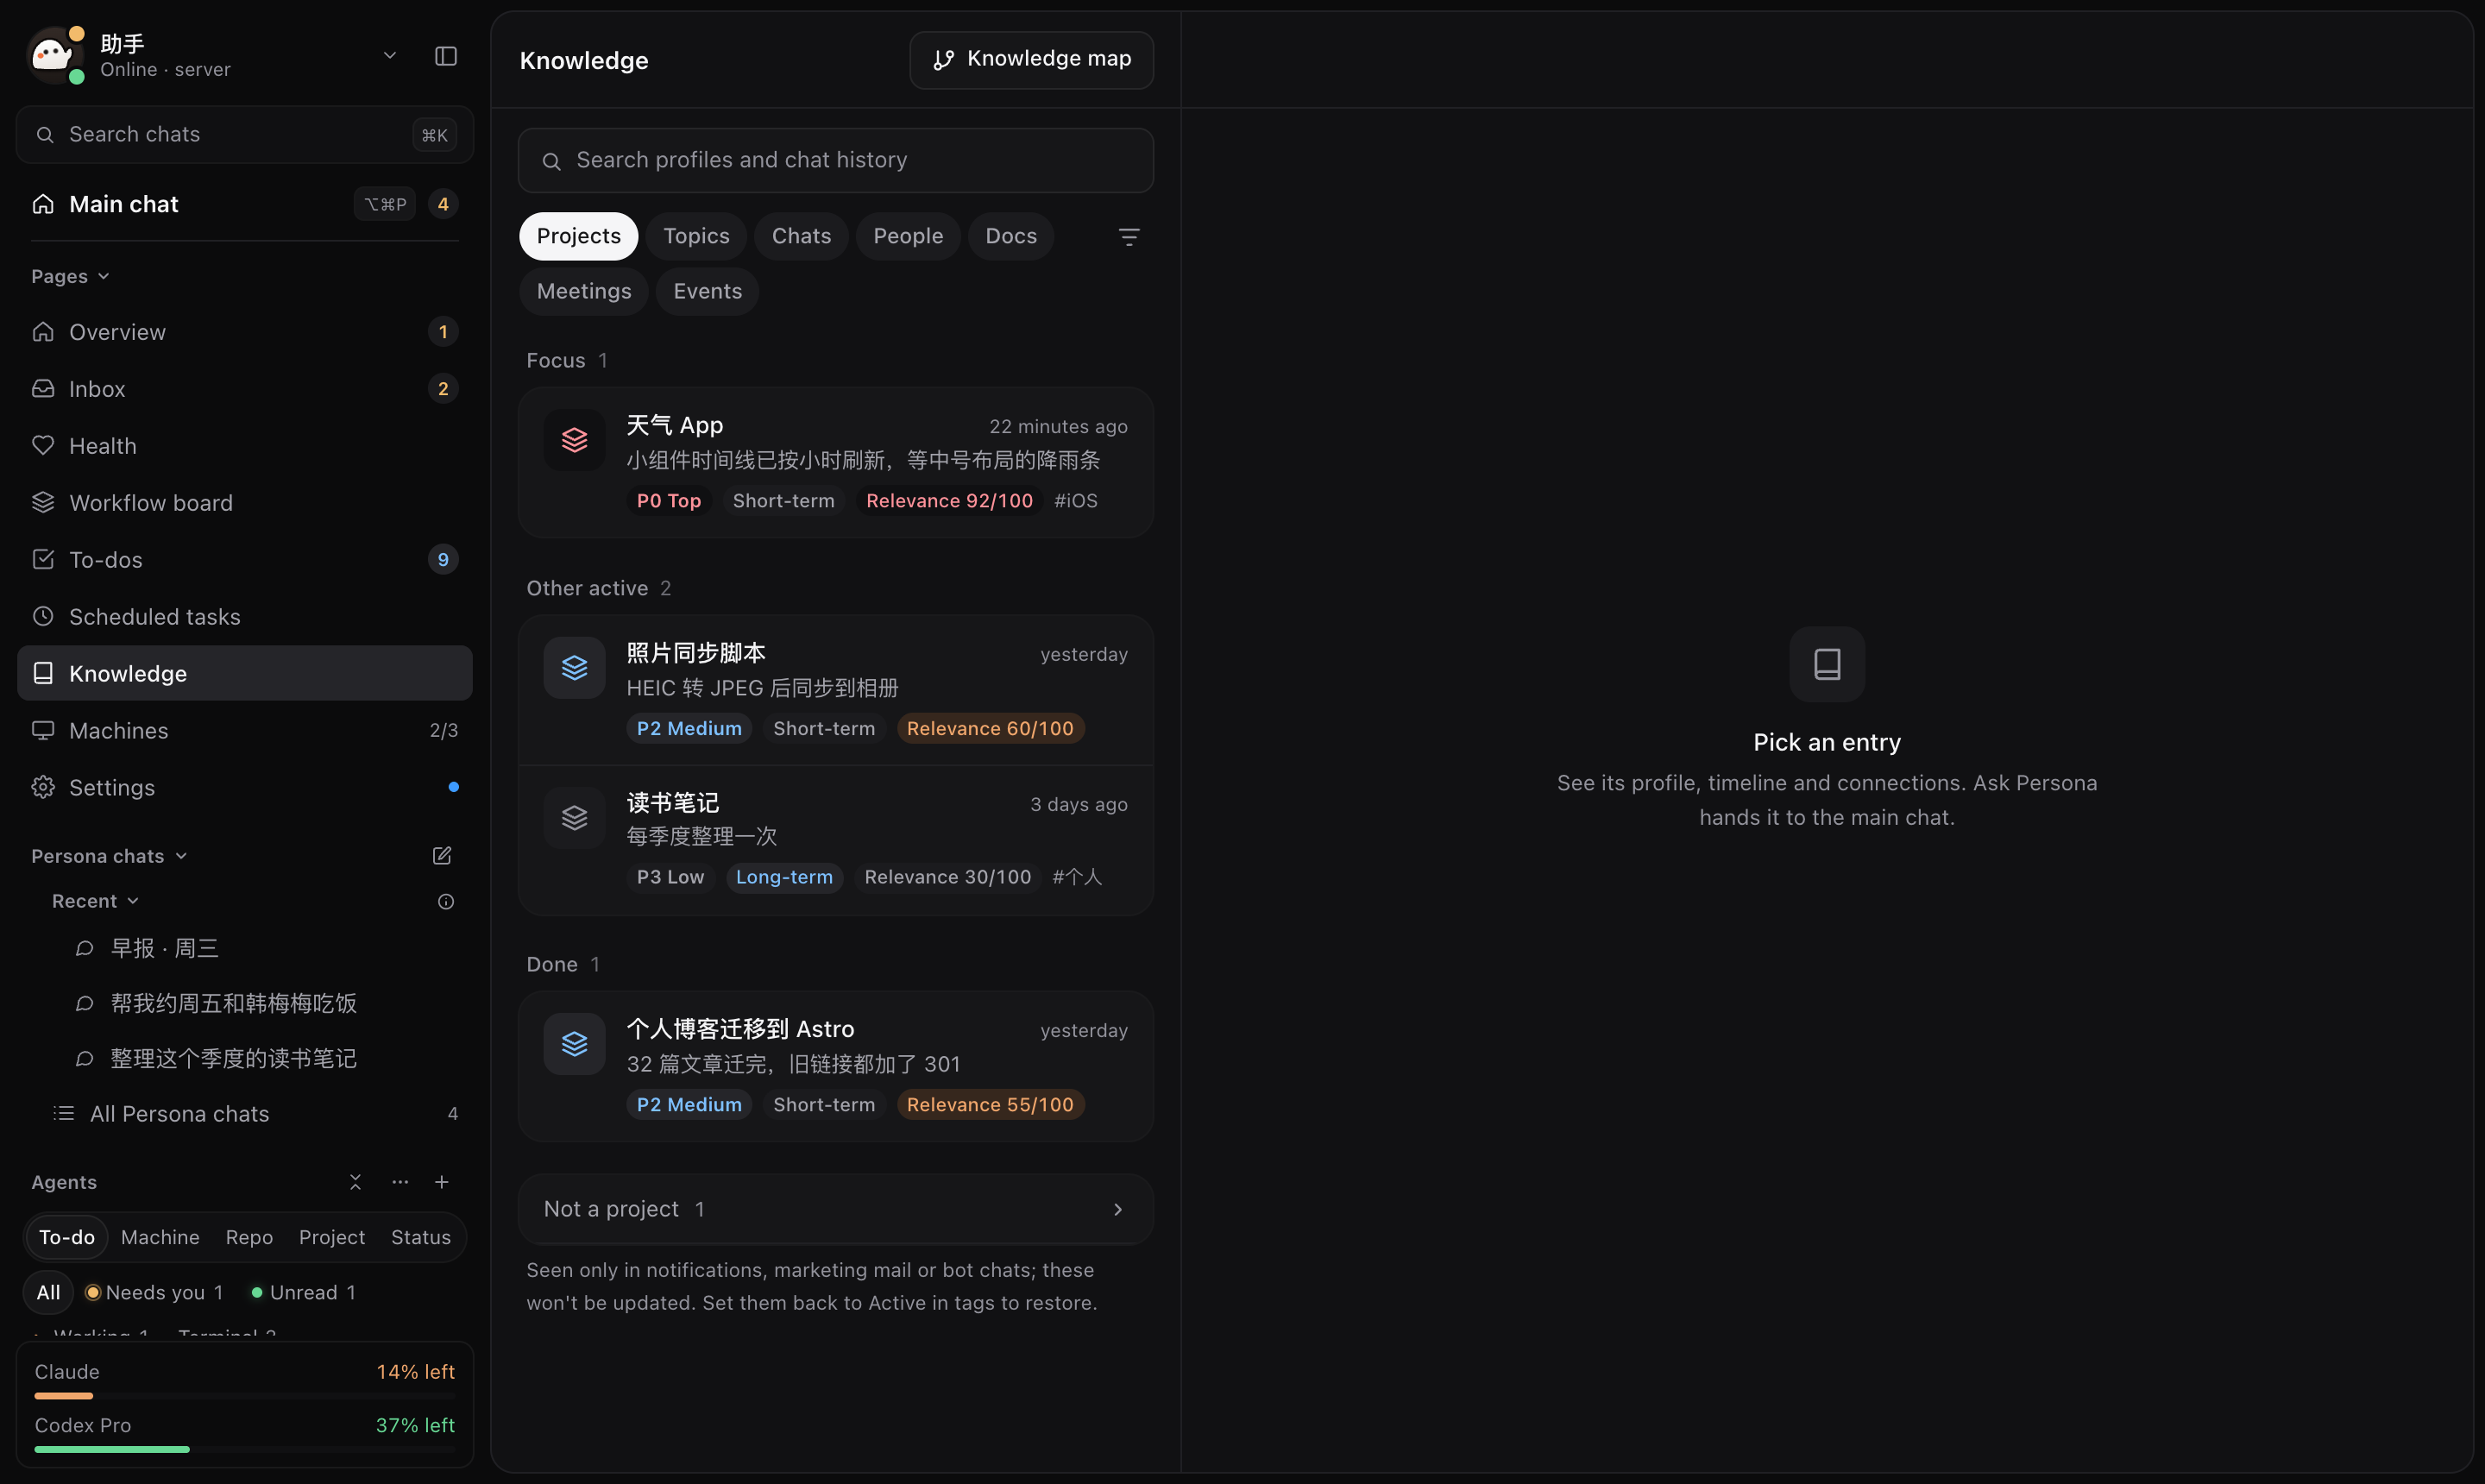 助手
Online · server
Search chats
⌘K
Main chat
⌥⌘P
4
Pages
Overview
1
Inbox
2
Health
Workflow board
To-dos
9
Scheduled tasks
Knowledge
Machines
2/3
Settings
Persona chats
Recent
早报 · 周三
帮我约周五和韩梅梅吃饭
整理这个季度的读书笔记
All Persona chats
4
Agents
To-do
Machine
Repo
Project
Status
All
Needs you 1
Unread 1
Working 1
Terminal
Claude
14% left
Codex Pro
37% left
Knowledge
Knowledge map
Search profiles and chat history
Projects
Topics
Chats
People
Docs
Meetings
Events
Focus 1
天气 App
22 minutes ago
小组件时间线已按小时刷新，等中号布局的降雨条
P0 Top
Short-term
Relevance 92/100
#iOS
Other active 2
照片同步脚本
yesterday
HEIC 转 JPEG 后同步到相册
P2 Medium
Short-term
Relevance 60/100
读书笔记
3 days ago
每季度整理一次
P3 Low
Long-term
Relevance 30/100
#个人
Done 1
个人博客迁移到 Astro
yesterday
32 篇文章迁完，旧链接都加了 301
P2 Medium
Short-term
Relevance 55/100
Not a project 1
Seen only in notifications, marketing mail or bot chats; these
won't be updated. Set them back to Active in tags to restore.
Pick an entry
See its profile, timeline and connections. Ask Persona
hands it to the main chat.